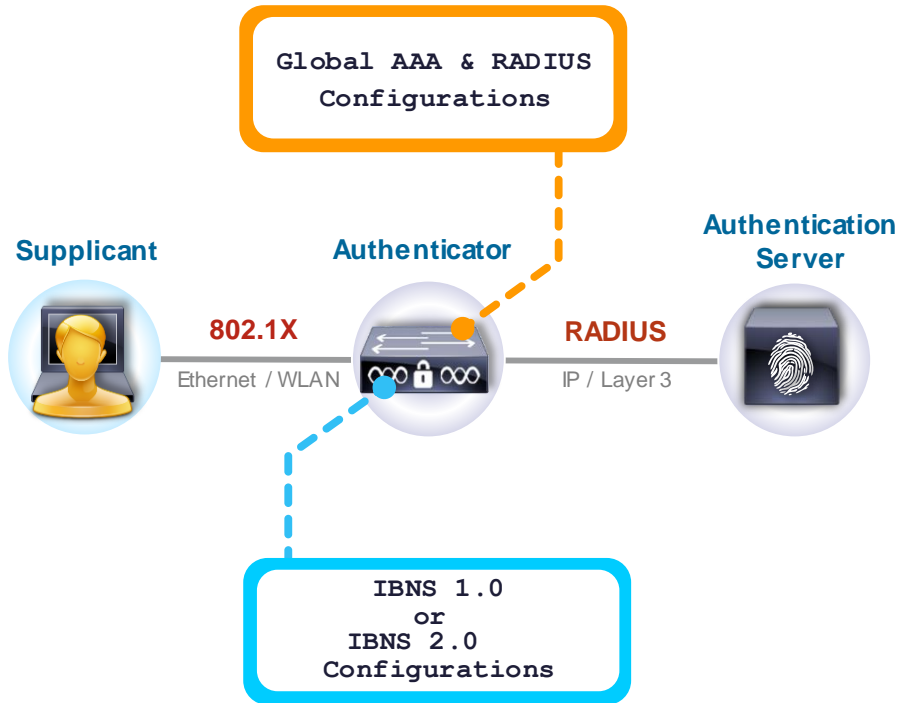 Global AAA & RADIUS
Configurations
Supplicant
Authenticator
Authentication
Server
802.1X
Ethernet / WLAN
RADIUS
IP / Layer 3
IBNS 1.0
or
IBNS 2.0
Configurations